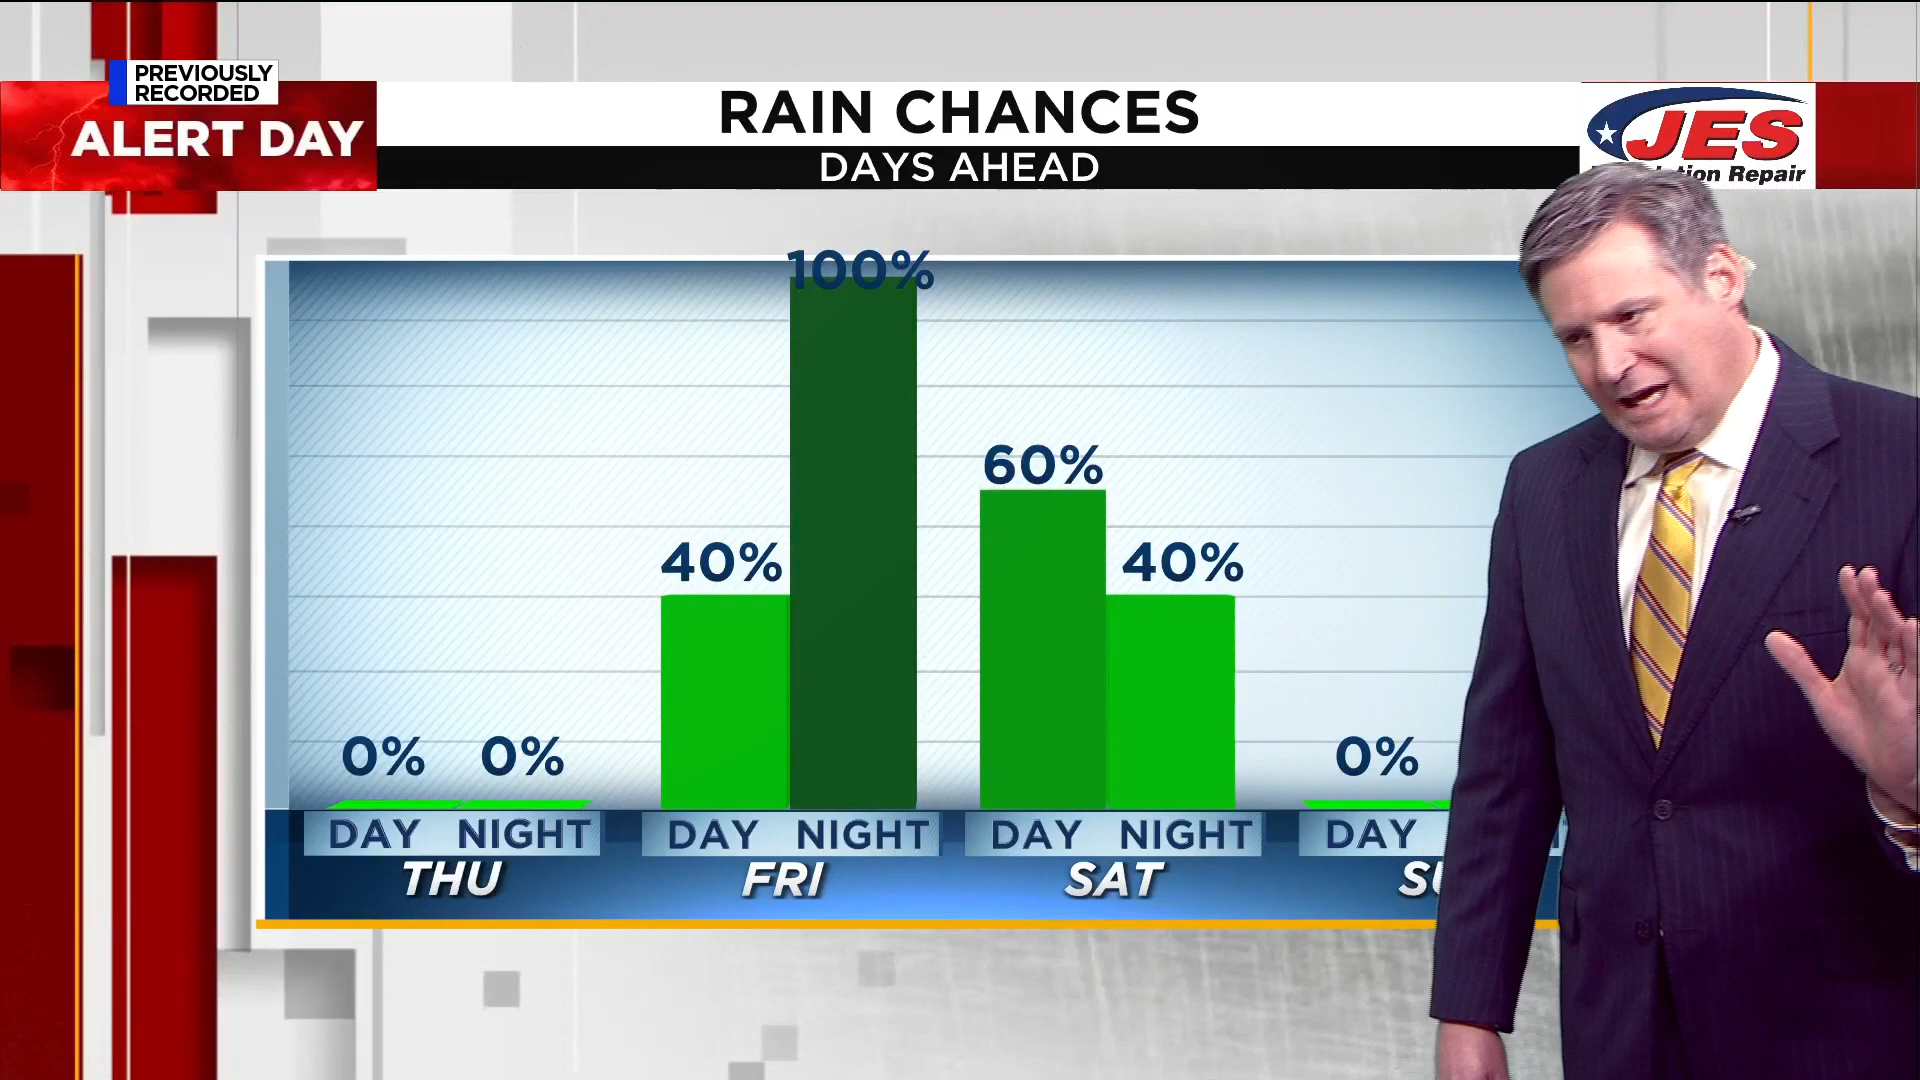 PREVIOUSLY
RECORDED
ALERT DAY
RAIN CHANCES
DAYS AHEAD
JES
Repair
100%
60%
40%
40%
0%
0%
0%
DAY NIGHT
DAY NIGHT
DAY NIGHT
DAY
THU
FRI
SAT